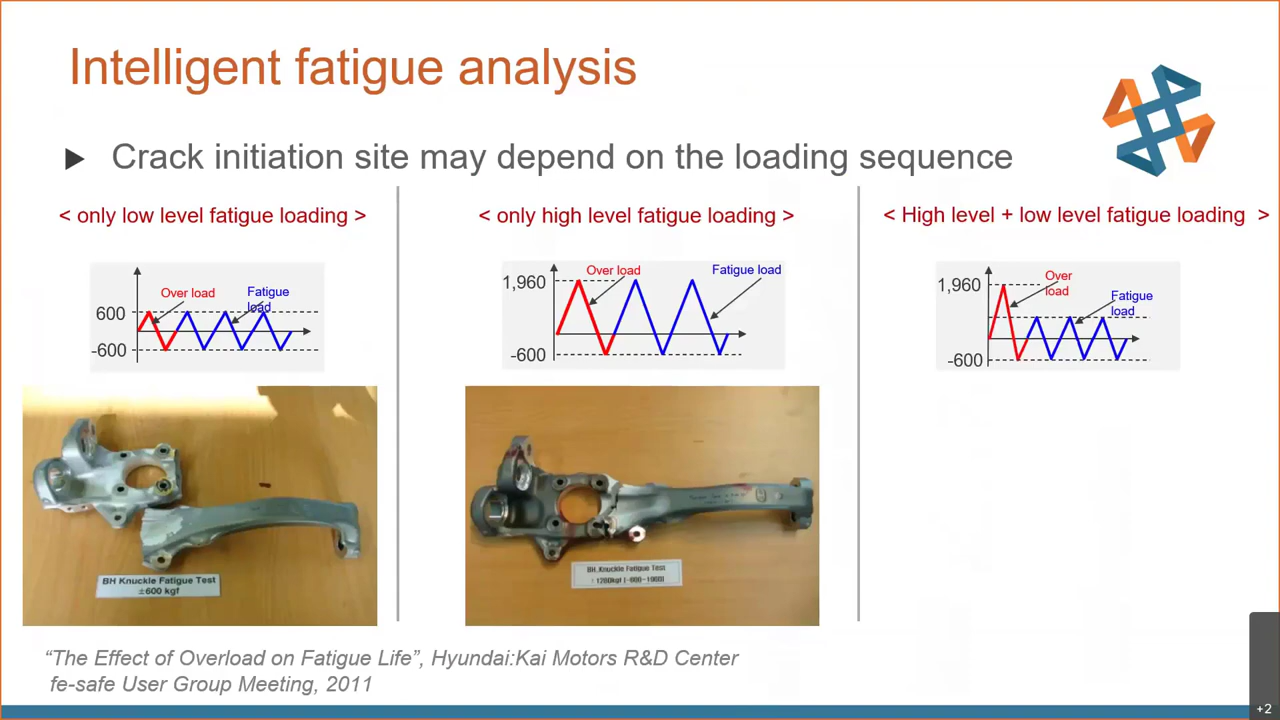 Intelligent fatigue analysis
Crack initiation site may depend on the loading sequence
< only low level fatigue loading >
Over load
Fatigue
load
600
-600
BH Knuckle Fatigue Test
±600 kgf
< only high level fatigue loading >
Over load
Fatigue load
1,960
-600
BH. Knuckle Fatigue Test
< High level + low level fatigue loading >
1,960
Over
load
Fatigue
load
-600
“The Effect of Overload on Fatigue Life”, Hyundai:Kai Motors R&D Center
fe-safe User Group Meeting, 2011
+2